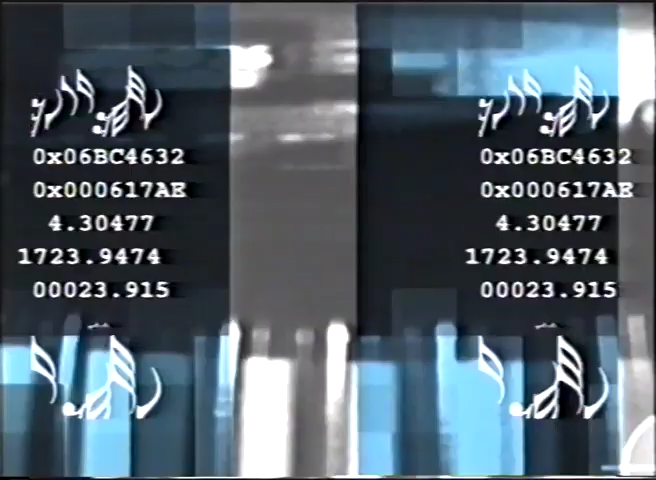 0x06BC4632 0x06BC4632
0x000617AE 0x000617AE
4.30477 4.30477
1723.9474 1723.9474
00023.915 00023.915